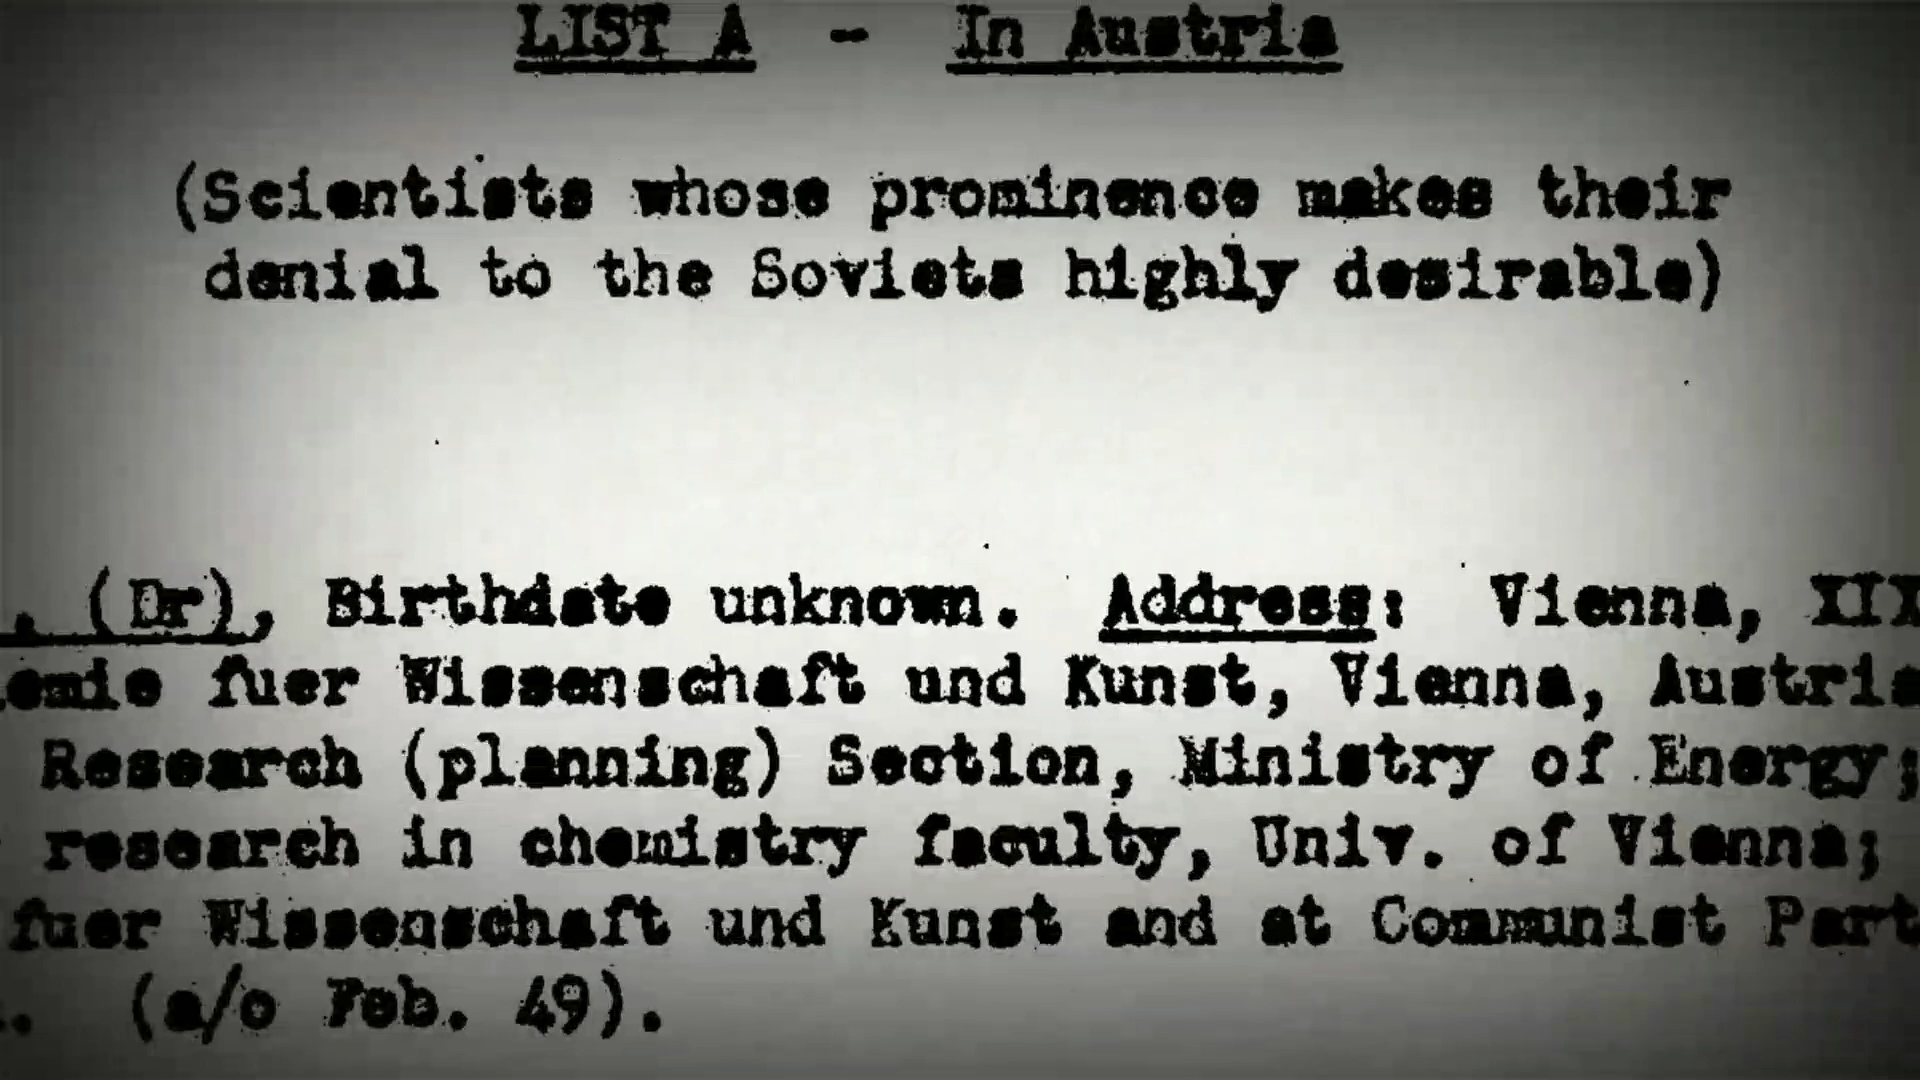 LIST A - In Austria
(Scientists whose prominence makes their
denial to the Soviets highly desirable)
. (Dr), Birthdate unknown. Address: Vienna, XIX
emie fuer Wissenschaft und Kunst, Vienna, Austria
Research (planning) Section, Ministry of Energy;
research in chemistry faculty, Univ. of Vienna;
fuer Wissenschaft und Kunst and at Communist Part
. (a/o Feb. 49).